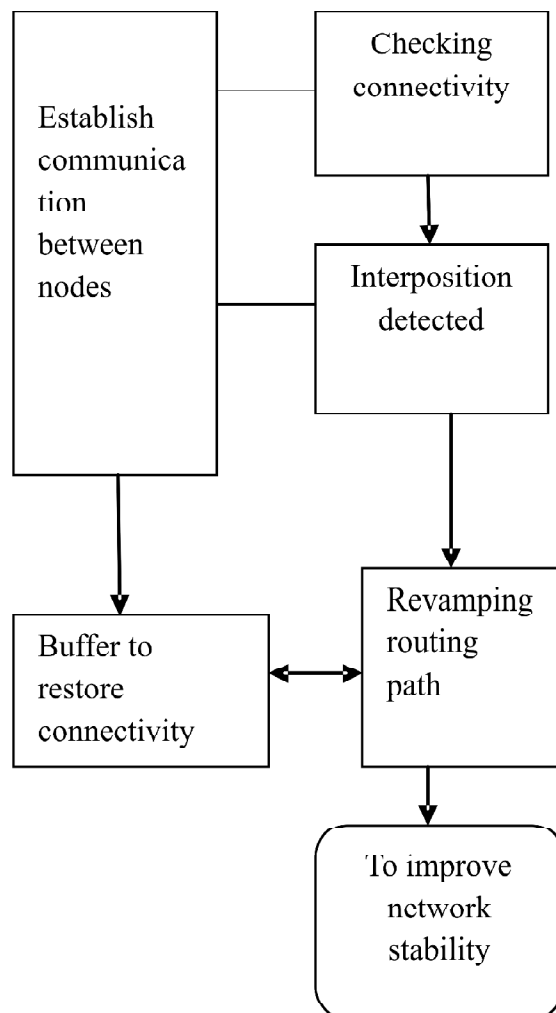 Establish
communica
tion
between
nodes
Checking
connectivity
Interposition
detected
Buffer to
restore
connectivity
Revamping
routing
path
To improve
network
stability